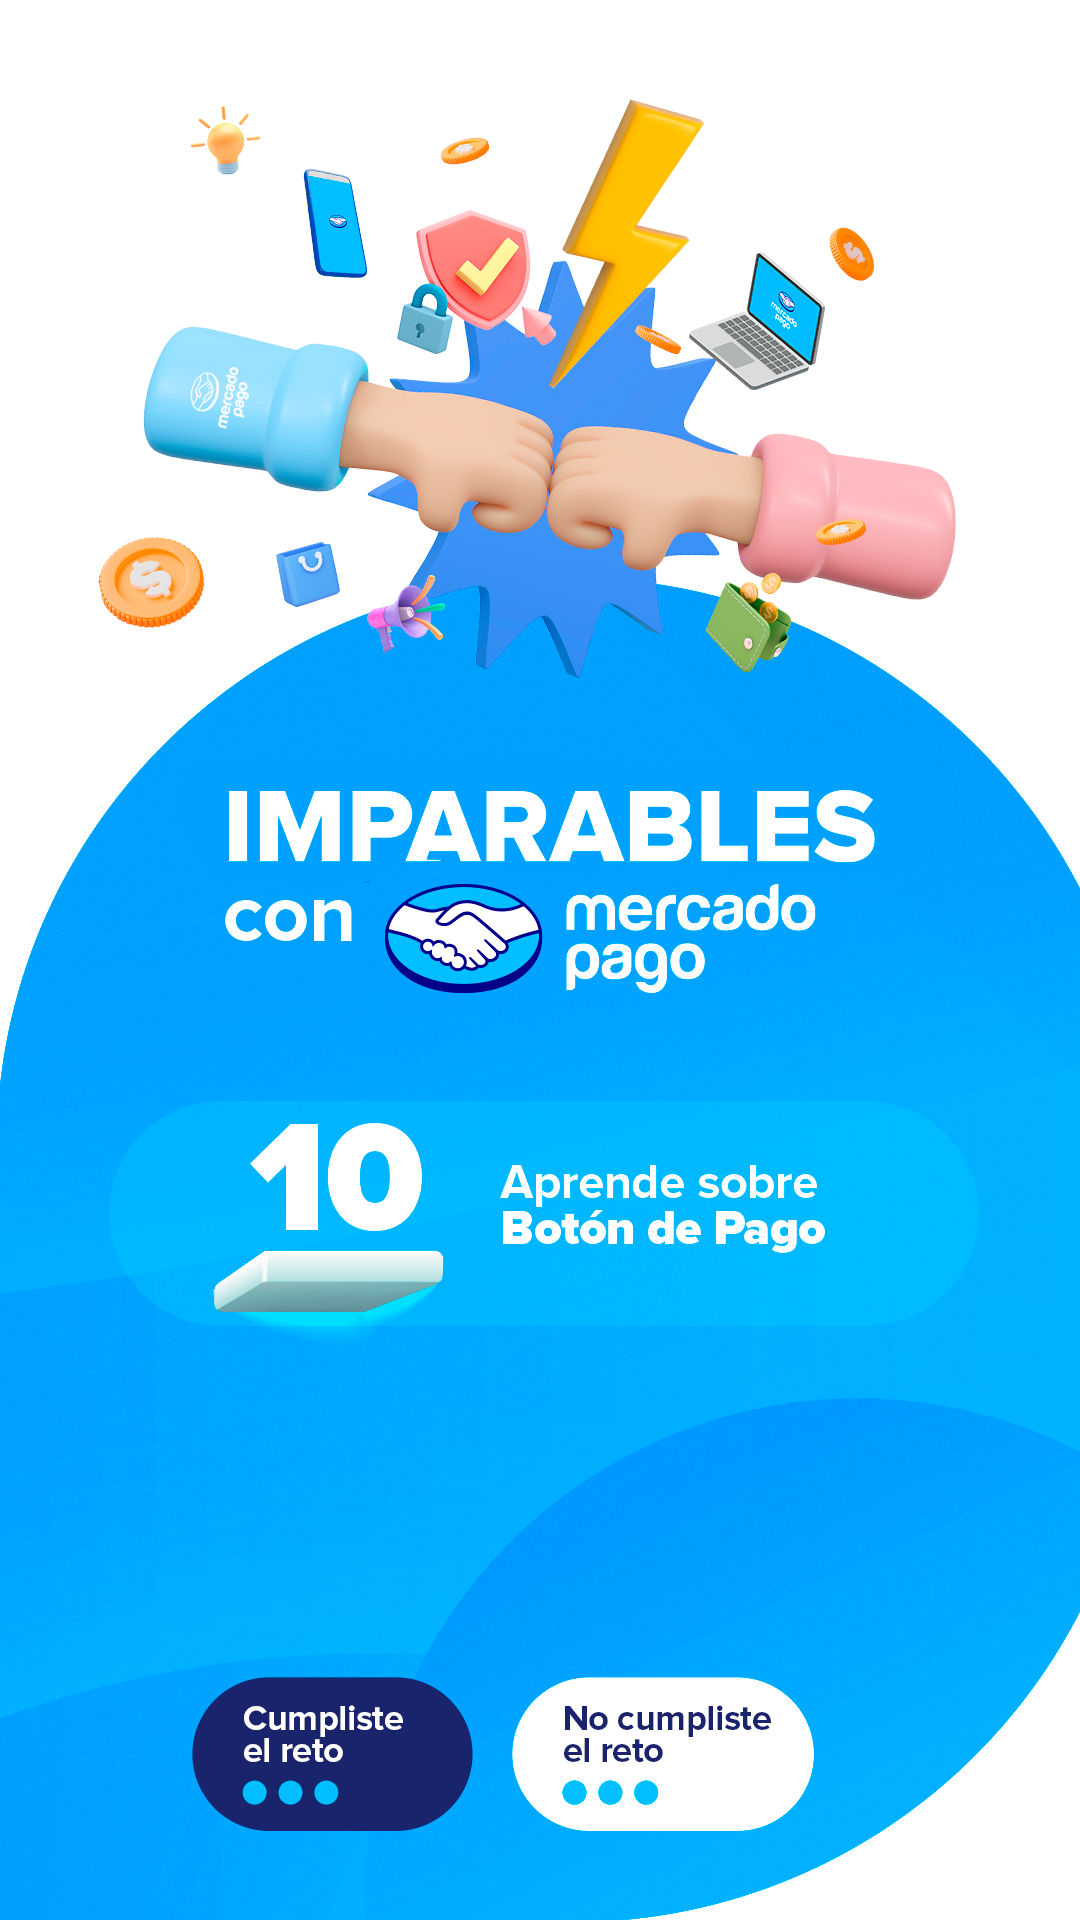 mercado
pago
mercado
pago
IMPARABLES
con mercado
pago
10
Aprende sobre
Botón de Pago
Cumpliste
el reto
No cumpliste
el reto